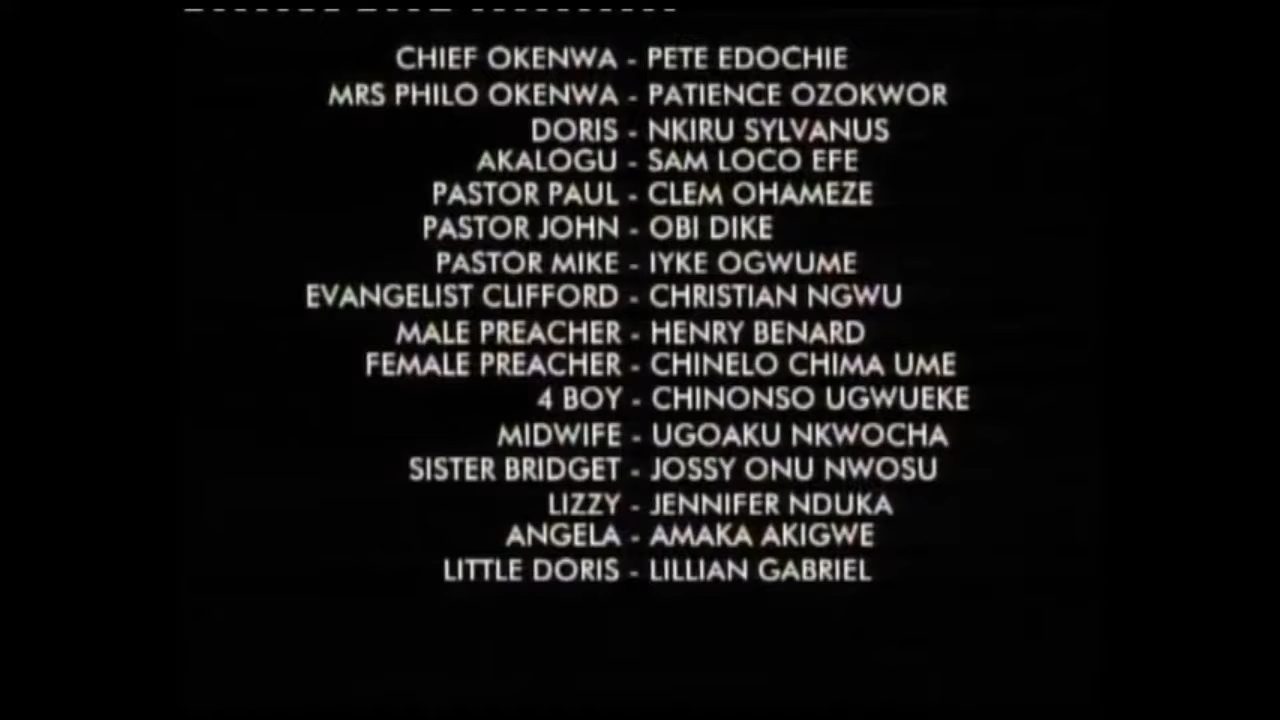 CHIEF OKENWA - PETE EDOCHIE
MRS PHILO OKENWA - PATIENCE OZOKWOR
DORIS - NKIRU SYLVANUS
AKALOGU - SAM LOCO EFE
PASTOR PAUL - CLEM OHAMEZE
PASTOR JOHN - OBI DIKE
PASTOR MIKE - IYKE OGWUME
EVANGELIST CLIFFORD - CHRISTIAN NGWU
MALE PREACHER - HENRY BENARD
FEMALE PREACHER - CHINELO CHIMA UME
4 BOY - CHINONSO UGWUEKE
MIDWIFE - UGOAKU NKWOCHA
SISTER BRIDGET - JOSSY ONU NWOSU
LIZZY - JENNIFER NDUKA
ANGELA - AMAKA AKIGWE
LITTLE DORIS - LILLIAN GABRIEL